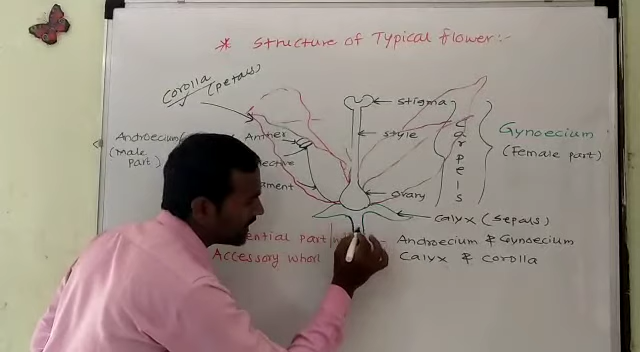 * Structure of Typical flower:-
Corolla
(petals)
stigma
Androecium
(Male
part)
Anther
style
Carpels
Gynoecium
(Female part)
ovary
Calyx (sepals)
Androecium & Gynoecium
Accessory whorl
Calyx & corolla